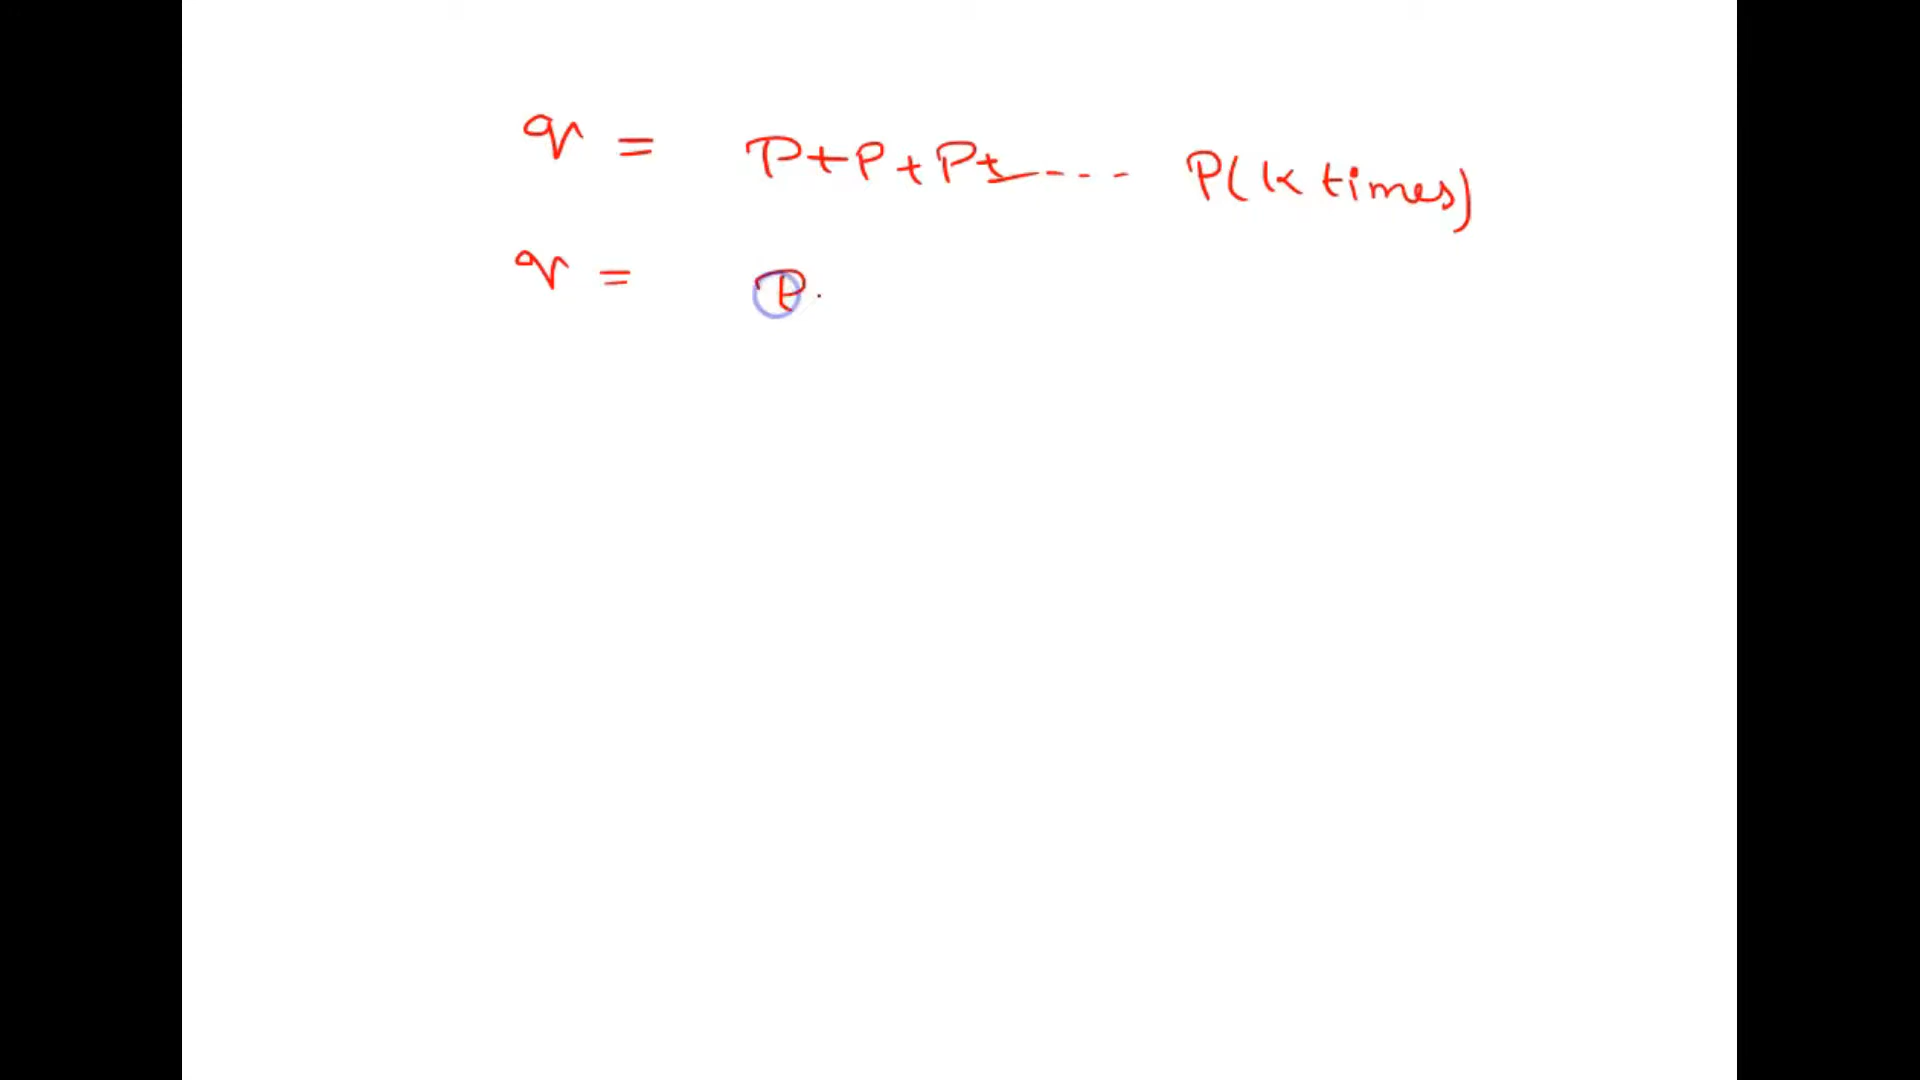 q = P+P+P+---- P(k times)
q = P.